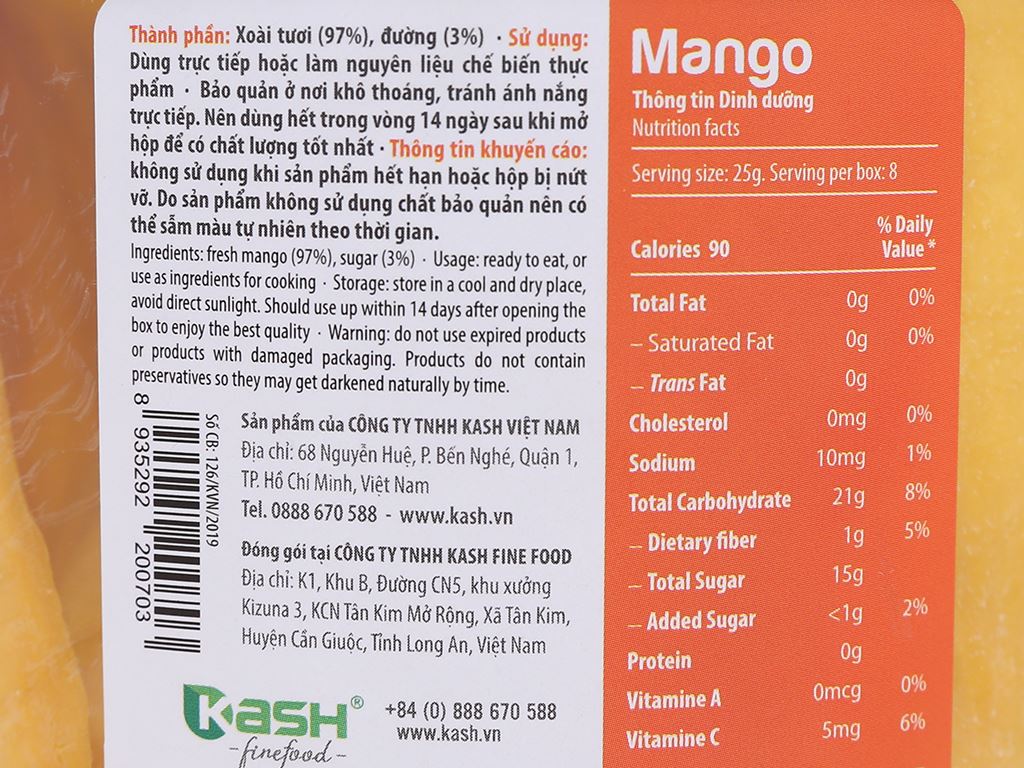 Thành phần: Xoài tươi (97%), đường (3%) · Sử dụng:
Dùng trực tiếp hoặc làm nguyên liệu chế biến thực
phẩm · Bảo quản ở nơi khô thoáng, tránh ánh nắng
trực tiếp. Nên dùng hết trong vòng 14 ngày sau khi mở
hộp để có chất lượng tốt nhất · Thông tin khuyến cáo:
không sử dụng khi sản phẩm hết hạn hoặc hộp bị nứt
vỡ. Do sản phẩm không sử dụng chất bảo quản nên có
thể sẫm màu tự nhiên theo thời gian.
Ingredients: fresh mango (97%), sugar (3%) · Usage: ready to eat, or
use as ingredients for cooking · Storage: store in a cool and dry place,
avoid direct sunlight. Should use up within 14 days after opening the
box to enjoy the best quality · Warning: do not use expired products
or products with damaged packaging. Products do not contain
preservatives so they may get darkened naturally by time.
8 935292 200703
Số CB: 126/KVN/2019
Sản phẩm của CÔNG TY TNHH KASH VIỆT NAM
Địa chỉ: 68 Nguyễn Huệ, P. Bến Nghé, Quận 1,
TP. Hồ Chí Minh, Việt Nam
Tel. 0888 670 588 - www.kash.vn
Đóng gói tại CÔNG TY TNHH KASH FINE FOOD
Địa chỉ: K1, Khu B, Đường CN5, khu xưởng
Kizuna 3, KCN Tân Kim Mở Rộng, Xã Tân Kim,
Huyện Cần Giuộc, Tỉnh Long An, Việt Nam
KASH®
-finefood-
+84 (0) 888 670 588
www.kash.vn
Mango
Thông tin Dinh dưỡng
Nutrition facts
Serving size: 25g. Serving per box: 8
% Daily
Calories 90 Value *
Total Fat 0g 0%
– Saturated Fat 0g 0%
– Trans Fat 0g
Cholesterol 0mg 0%
Sodium 10mg 1%
Total Carbohydrate 21g 8%
– Dietary fiber 1g 5%
– Total Sugar 15g
– Added Sugar <1g 2%
Protein 0g
Vitamine A 0mcg 0%
Vitamine C 5mg 6%